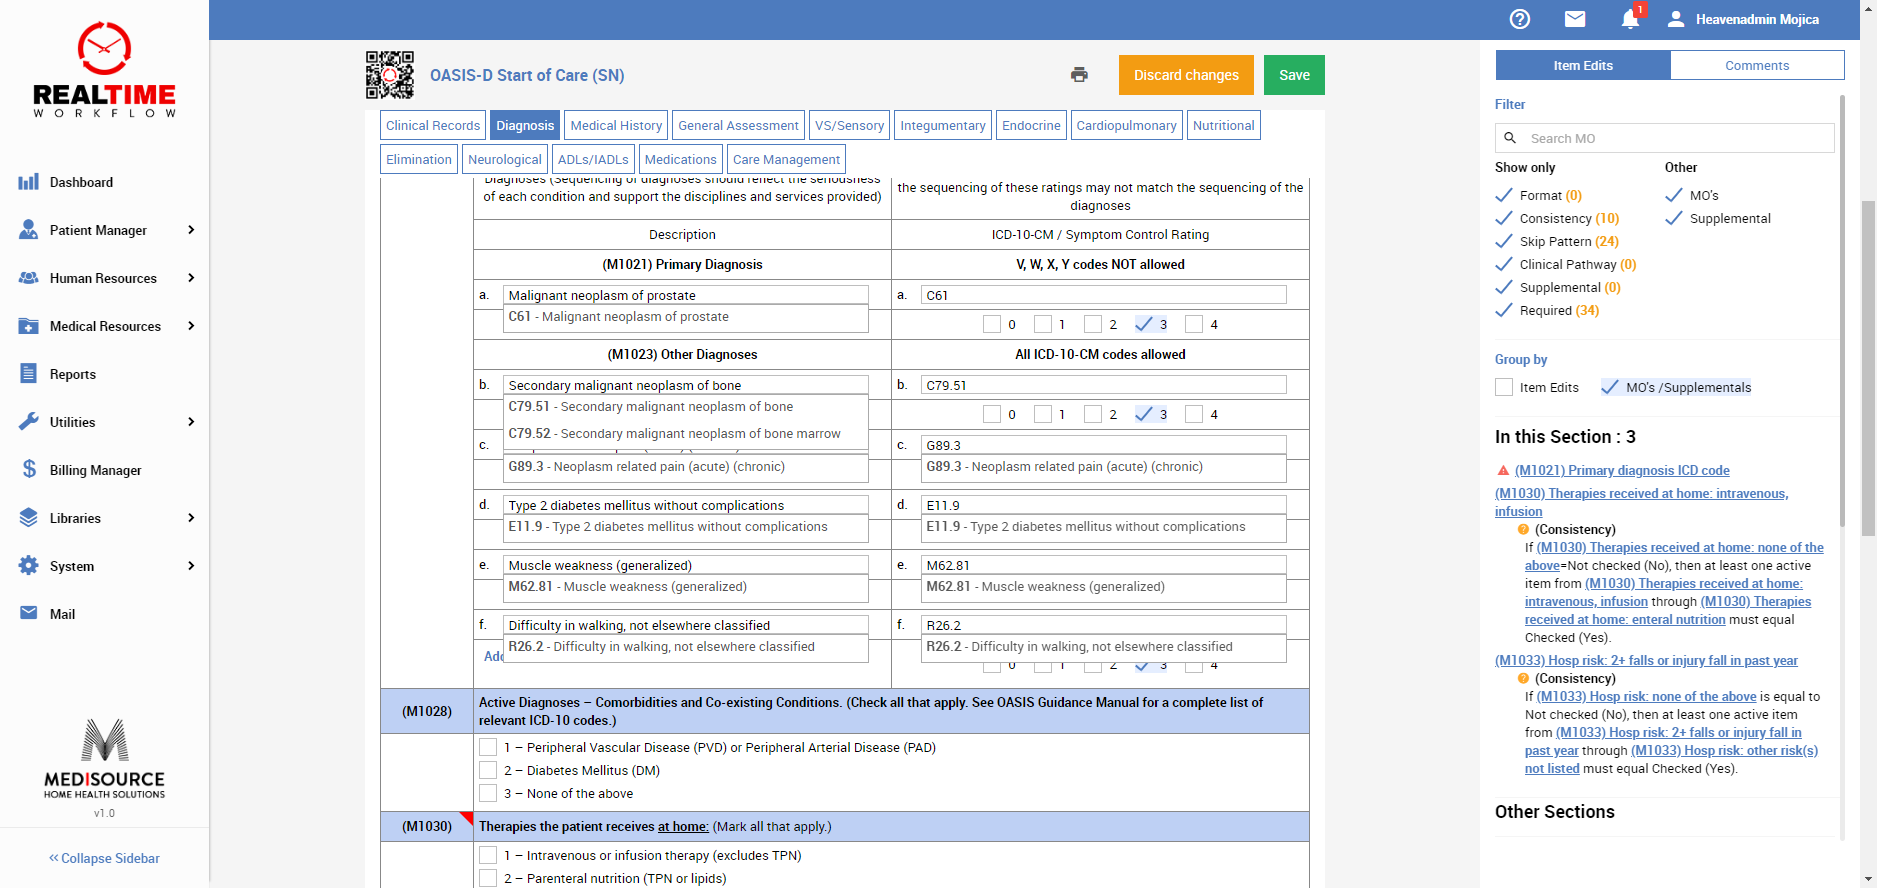 REALTIME
WORKFLOW
Dashboard
Patient Manager
Human Resources
Medical Resources
Reports
Utilities
Billing Manager
Libraries
System
Mail
MEDISOURCE
HOME HEALTH SOLUTIONS
v1.0
Collapse Sidebar
1
Heavenadmin Mojica
OASIS-D Start of Care (SN)
Discard changes
Save
Clinical Records
Diagnosis
Medical History
General Assessment
VS/Sensory
Integumentary
Endocrine
Cardiopulmonary
Nutritional
Elimination
Neurological
ADLs/IADLs
Medications
Care Management
Diagnoses (Sequencing of diagnoses should reflect the seriousness
of each condition and support the disciplines and services provided)
the sequencing of these ratings may not match the sequencing of the
diagnoses
Description
ICD-10-CM / Symptom Control Rating
(M1021) Primary Diagnosis
V, W, X, Y codes NOT allowed
a. Malignant neoplasm of prostate
C61 - Malignant neoplasm of prostate
a. C61
0 1 2 3 4
(M1023) Other Diagnoses
All ICD-10-CM codes allowed
b. Secondary malignant neoplasm of bone
C79.51 - Secondary malignant neoplasm of bone
C79.52 - Secondary malignant neoplasm of bone marrow
b. C79.51
0 1 2 3 4
c.
G89.3 - Neoplasm related pain (acute) (chronic)
c. G89.3
G89.3 - Neoplasm related pain (acute) (chronic)
d. Type 2 diabetes mellitus without complications
E11.9 - Type 2 diabetes mellitus without complications
d. E11.9
E11.9 - Type 2 diabetes mellitus without complications
e. Muscle weakness (generalized)
M62.81 - Muscle weakness (generalized)
e. M62.81
M62.81 - Muscle weakness (generalized)
f. Difficulty in walking, not elsewhere classified
R26.2 - Difficulty in walking, not elsewhere classified
f. R26.2
R26.2 - Difficulty in walking, not elsewhere classified
0 1 2 3 4
(M1028)
Active Diagnoses – Comorbidities and Co-existing Conditions. (Check all that apply. See OASIS Guidance Manual for a complete list of
relevant ICD-10 codes.)
1 – Peripheral Vascular Disease (PVD) or Peripheral Arterial Disease (PAD)
2 – Diabetes Mellitus (DM)
3 – None of the above
(M1030)
Therapies the patient receives at home: (Mark all that apply.)
1 – Intravenous or infusion therapy (excludes TPN)
2 – Parenteral nutrition (TPN or lipids)
Item Edits
Comments
Filter
Search MO
Show only
Other
Format (0)
MO's
Consistency (10)
Supplemental
Skip Pattern (24)
Clinical Pathway (0)
Supplemental (0)
Required (34)
Group by
Item Edits
MO's /Supplementals
In this Section : 3
(M1021) Primary diagnosis ICD code
(M1030) Therapies received at home: intravenous,
infusion
(Consistency)
If (M1030) Therapies received at home: none of the
above=Not checked (No), then at least one active
item from (M1030) Therapies received at home:
intravenous, infusion through (M1030) Therapies
received at home: enteral nutrition must equal
Checked (Yes).
(M1033) Hosp risk: 2+ falls or injury fall in past year
(Consistency)
If (M1033) Hosp risk: none of the above is equal to
Not checked (No), then at least one active item
from (M1033) Hosp risk: 2+ falls or injury fall in
past year through (M1033) Hosp risk: other risk(s)
not listed must equal Checked (Yes).
Other Sections